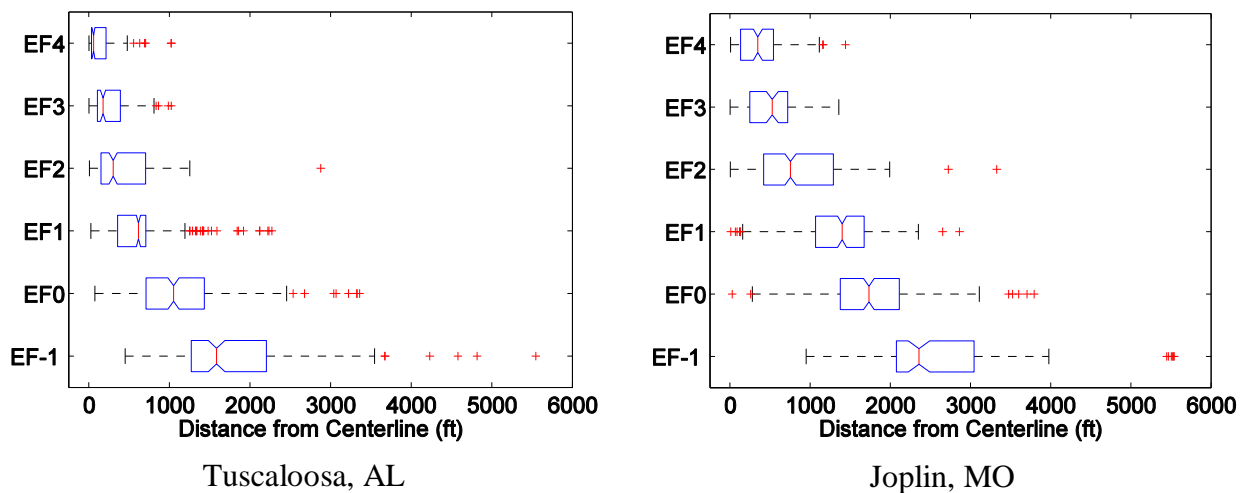 EF4
EF3
EF2
EF1
EF0
EF-1
0 1000 2000 3000 4000 5000 6000
Distance from Centerline (ft)
Tuscaloosa, AL
EF4
EF3
EF2
EF1
EF0
EF-1
0 1000 2000 3000 4000 5000 6000
Distance from Centerline (ft)
Joplin, MO